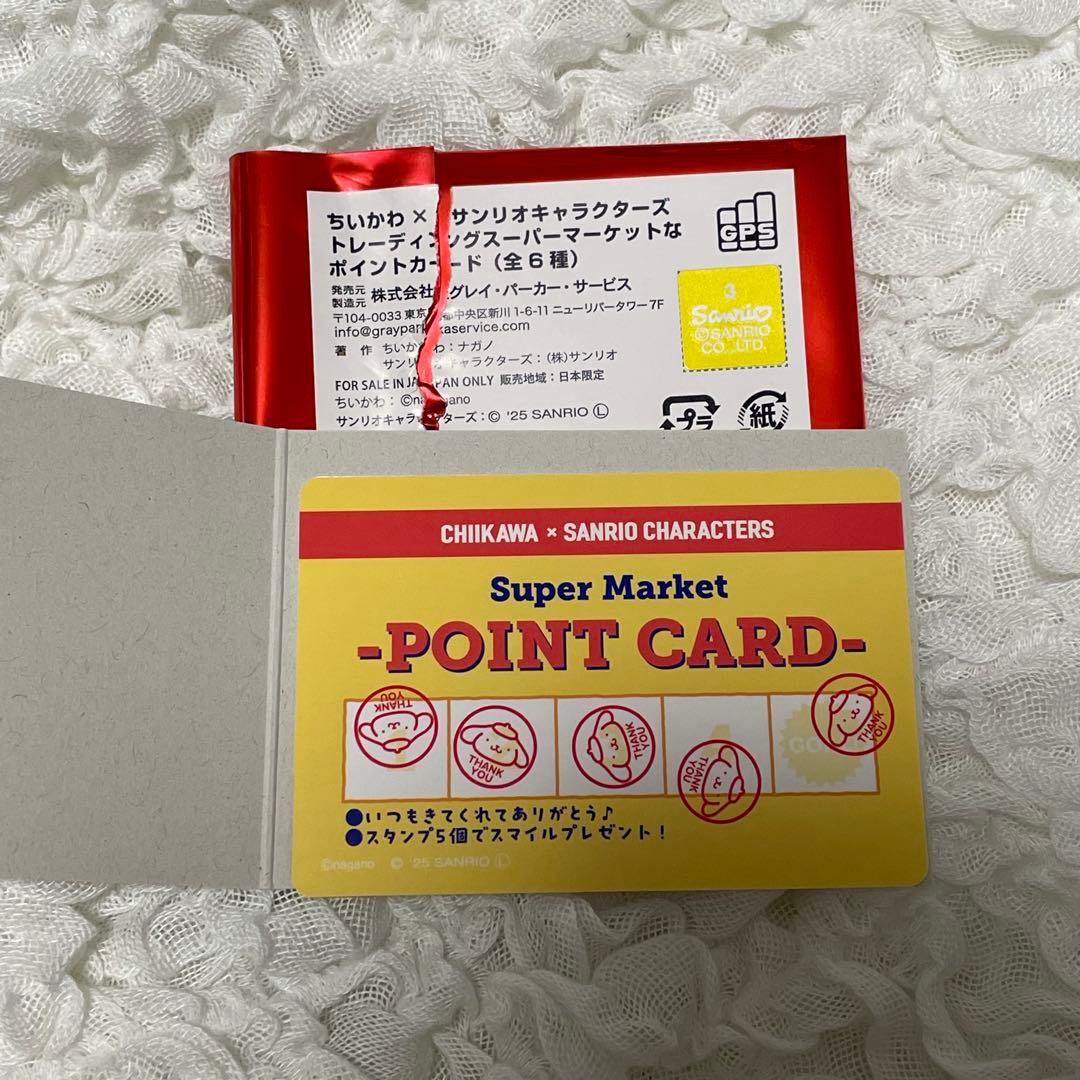 ちいかわ×サンリオキャラクターズ
トレーディングスーパーマーケットな
ポイントカード（全6種）
GPS
発売元
製造元
株式会社グレイ・パーカー・サービス
〒104-0033 東京都中央区新川1-6-11 ニューリバータワー7F
著 作 ちいかわ：ナガノ
サンリオキャラクターズ：(株)サンリオ
FOR SALE IN JAPAN ONLY 販売地域：日本限定
ちいかわ：©nagano
サンリオキャラクターズ：© '25 SANRIO Ⓛ
3
Sanrio
©SANRIO
CO.,LTD.
プラ
紙
CHIIKAWA × SANRIO CHARACTERS
Super Market
-POINT CARD-
THANK YOU
THANK YOU
THANK YOU
THANK YOU
THANK YOU
●いつもきてくれてありがとう♪
●スタンプ5個でスマイルプレゼント！
©nagano © '25 SANRIO Ⓛ